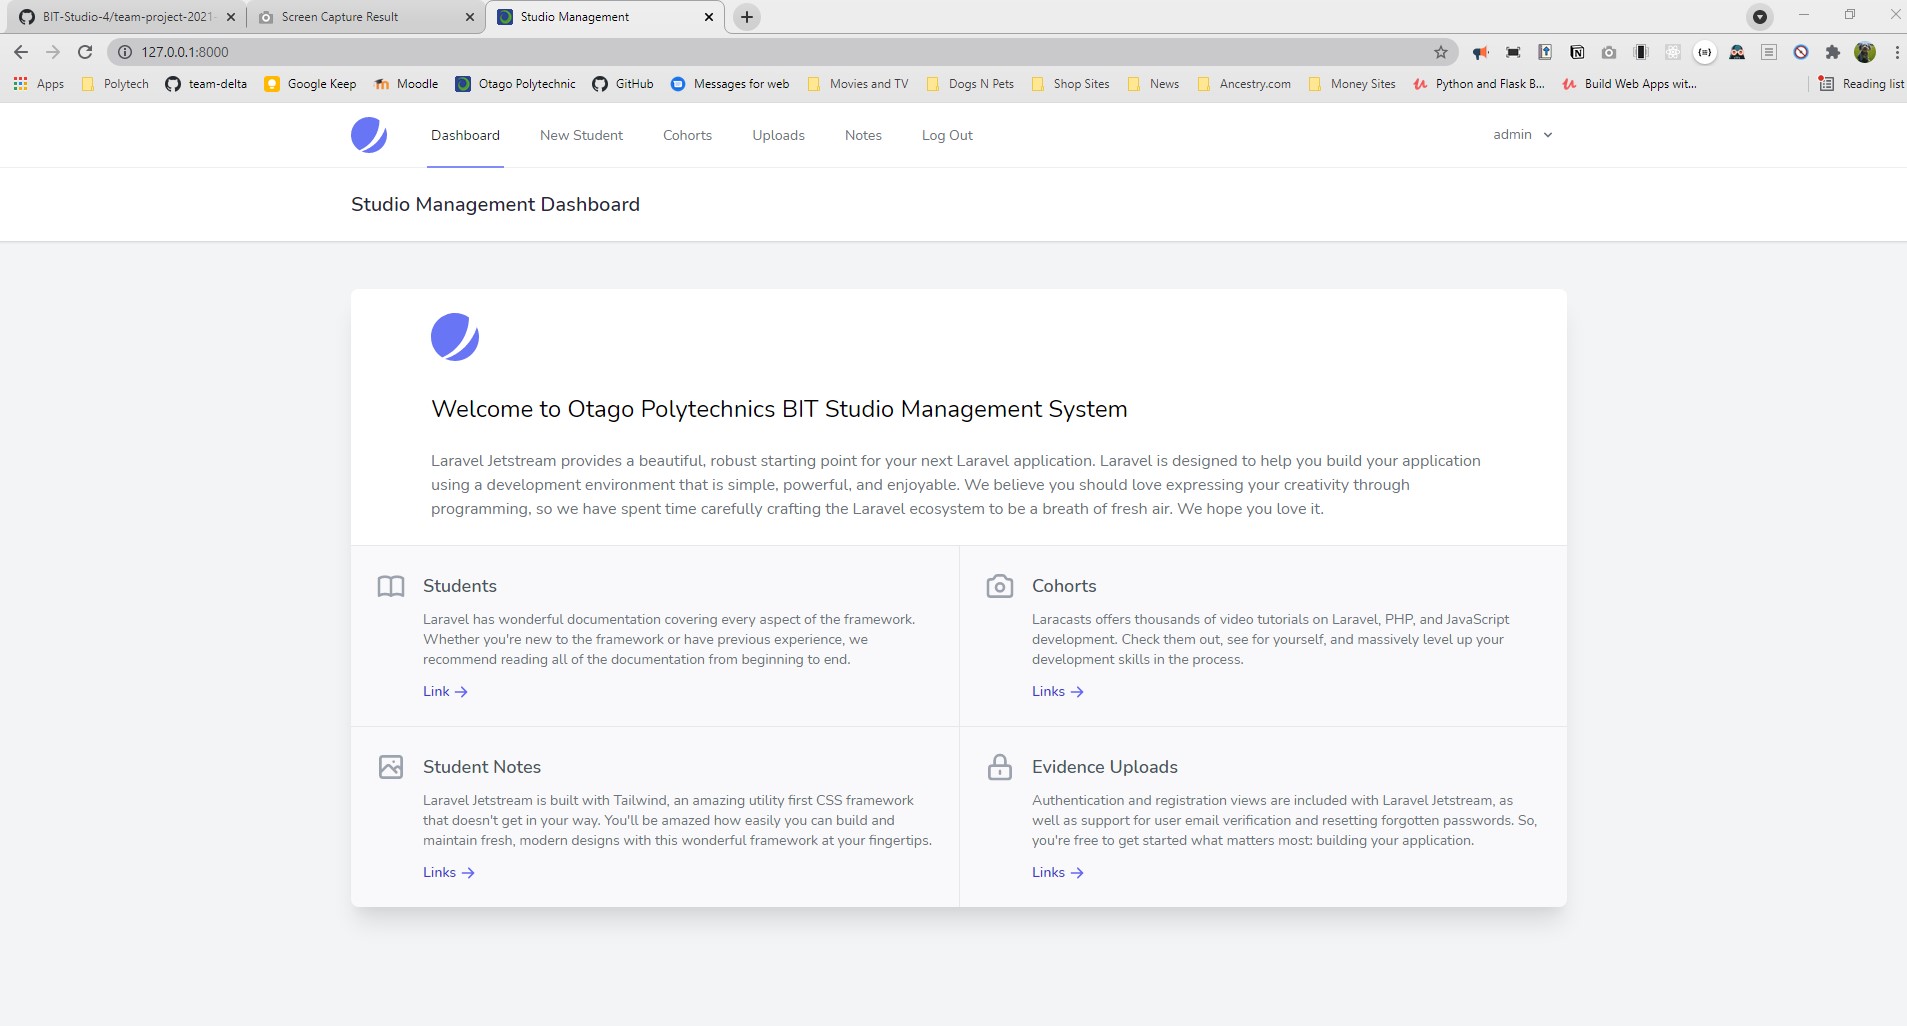 BIT-Studio-4/team-project-2021-
Screen Capture Result
Studio Management
127.0.0.1:8000
Apps
Polytech
team-delta
Google Keep
Moodle
Otago Polytechnic
GitHub
Messages for web
Movies and TV
Dogs N Pets
Shop Sites
News
Ancestry.com
Money Sites
Python and Flask B...
Build Web Apps wit...
Reading list
Dashboard
New Student
Cohorts
Uploads
Notes
Log Out
admin
Studio Management Dashboard
Welcome to Otago Polytechnics BIT Studio Management System
Laravel Jetstream provides a beautiful, robust starting point for your next Laravel application. Laravel is designed to help you build your application
using a development environment that is simple, powerful, and enjoyable. We believe you should love expressing your creativity through
programming, so we have spent time carefully crafting the Laravel ecosystem to be a breath of fresh air. We hope you love it.
Students
Laravel has wonderful documentation covering every aspect of the framework.
Whether you're new to the framework or have previous experience, we
recommend reading all of the documentation from beginning to end.
Link
Cohorts
Laracasts offers thousands of video tutorials on Laravel, PHP, and JavaScript
development. Check them out, see for yourself, and massively level up your
development skills in the process.
Links
Student Notes
Laravel Jetstream is built with Tailwind, an amazing utility first CSS framework
that doesn't get in your way. You'll be amazed how easily you can build and
maintain fresh, modern designs with this wonderful framework at your fingertips.
Links
Evidence Uploads
Authentication and registration views are included with Laravel Jetstream, as
well as support for user email verification and resetting forgotten passwords. So,
you're free to get started what matters most: building your application.
Links